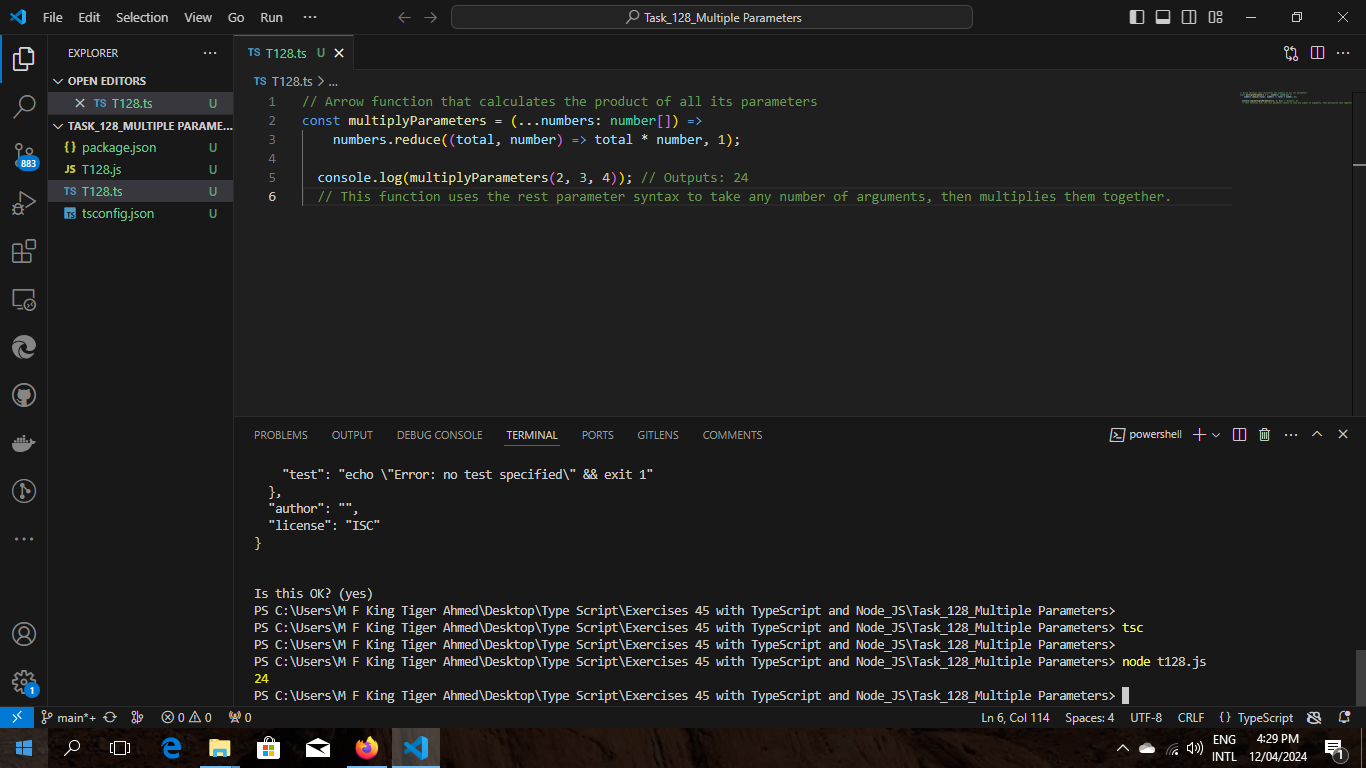 File Edit Selection View Go Run ···
Task_128_Multiple Parameters
EXPLORER
OPEN EDITORS
TS T128.ts U
TASK_128_MULTIPLE PARAME...
{} package.json U
JS T128.js U
TS T128.ts U
TS tsconfig.json U
883
1
TS T128.ts U
TS T128.ts > ...
1 // Arrow function that calculates the product of all its parameters
2 const multiplyParameters = (...numbers: number[]) =>
3 numbers.reduce((total, number) => total * number, 1);
4
5 console.log(multiplyParameters(2, 3, 4)); // Outputs: 24
6 // This function uses the rest parameter syntax to take any number of arguments, then multiplies them together.
PROBLEMS OUTPUT DEBUG CONSOLE TERMINAL PORTS GITLENS COMMENTS
powershell
"test": "echo \"Error: no test specified\" && exit 1"
},
"author": "",
"license": "ISC"
}
Is this OK? (yes)
PS C:\Users\M F King Tiger Ahmed\Desktop\Type Script\Exercises 45 with TypeScript and Node_JS\Task_128_Multiple Parameters>
PS C:\Users\M F King Tiger Ahmed\Desktop\Type Script\Exercises 45 with TypeScript and Node_JS\Task_128_Multiple Parameters> tsc
PS C:\Users\M F King Tiger Ahmed\Desktop\Type Script\Exercises 45 with TypeScript and Node_JS\Task_128_Multiple Parameters>
PS C:\Users\M F King Tiger Ahmed\Desktop\Type Script\Exercises 45 with TypeScript and Node_JS\Task_128_Multiple Parameters> node t128.js
24
PS C:\Users\M F King Tiger Ahmed\Desktop\Type Script\Exercises 45 with TypeScript and Node_JS\Task_128_Multiple Parameters>
main*+ 0 0 0 Ln 6, Col 114 Spaces: 4 UTF-8 CRLF {} TypeScript
ENG
INTL
4:29 PM
12/04/2024
1